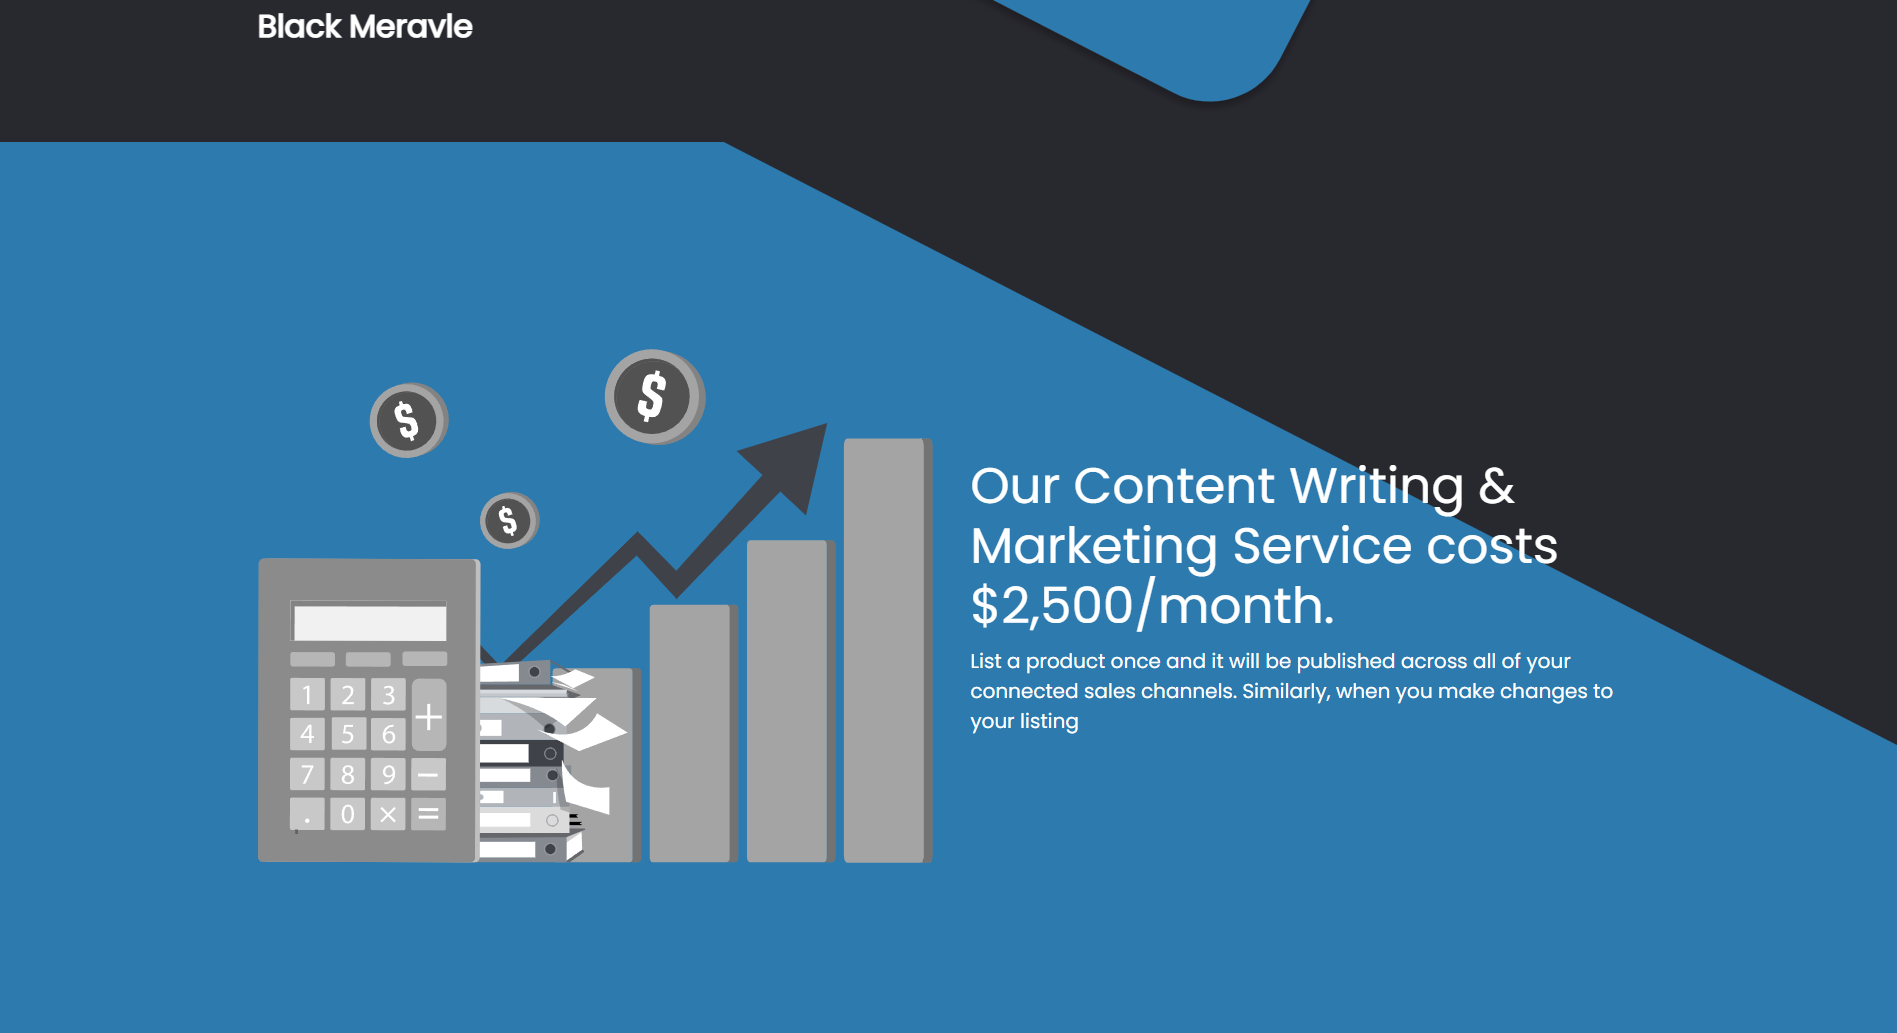 Black Meravle
$
$
$
Our Content Writing &
Marketing Service costs
$2,500/month.
List a product once and it will be published across all of your
connected sales channels. Similarly, when you make changes to
your listing
1 2 3 +
4 5 6
7 8 9 −
. 0 × =